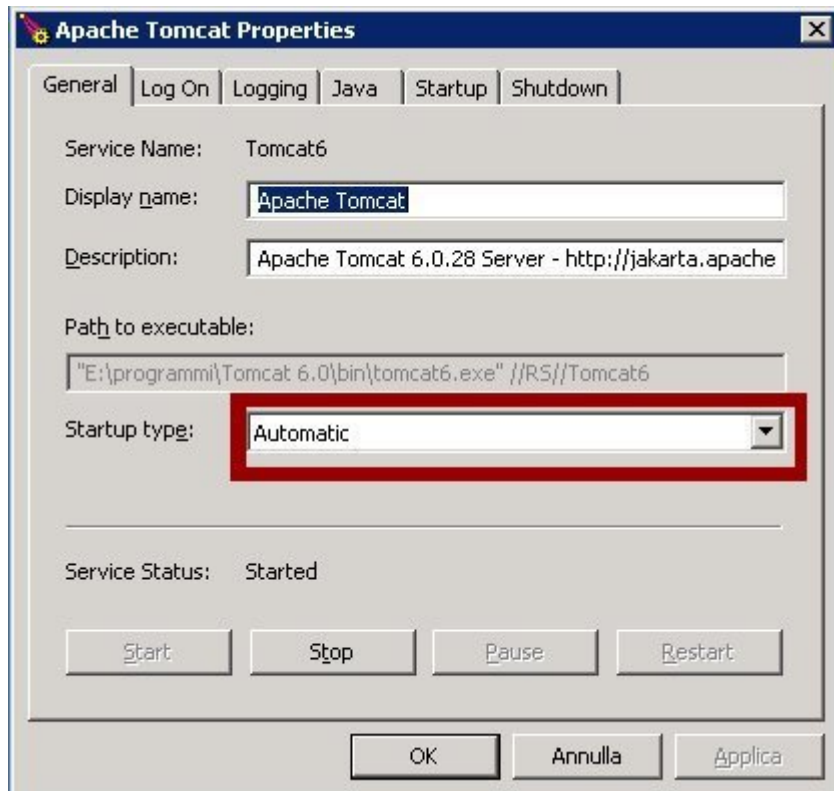 Apache Tomcat Properties
General Log On Logging Java Startup Shutdown
Service Name: Tomcat6
Display name: Apache Tomcat
Description: Apache Tomcat 6.0.28 Server - http://jakarta.apache
Path to executable:
"E:\programmi\Tomcat 6.0\bin\tomcat6.exe" //RS//Tomcat6
Startup type: Automatic
Service Status: Started
Start Stop Pause Restart
OK Annulla Applica